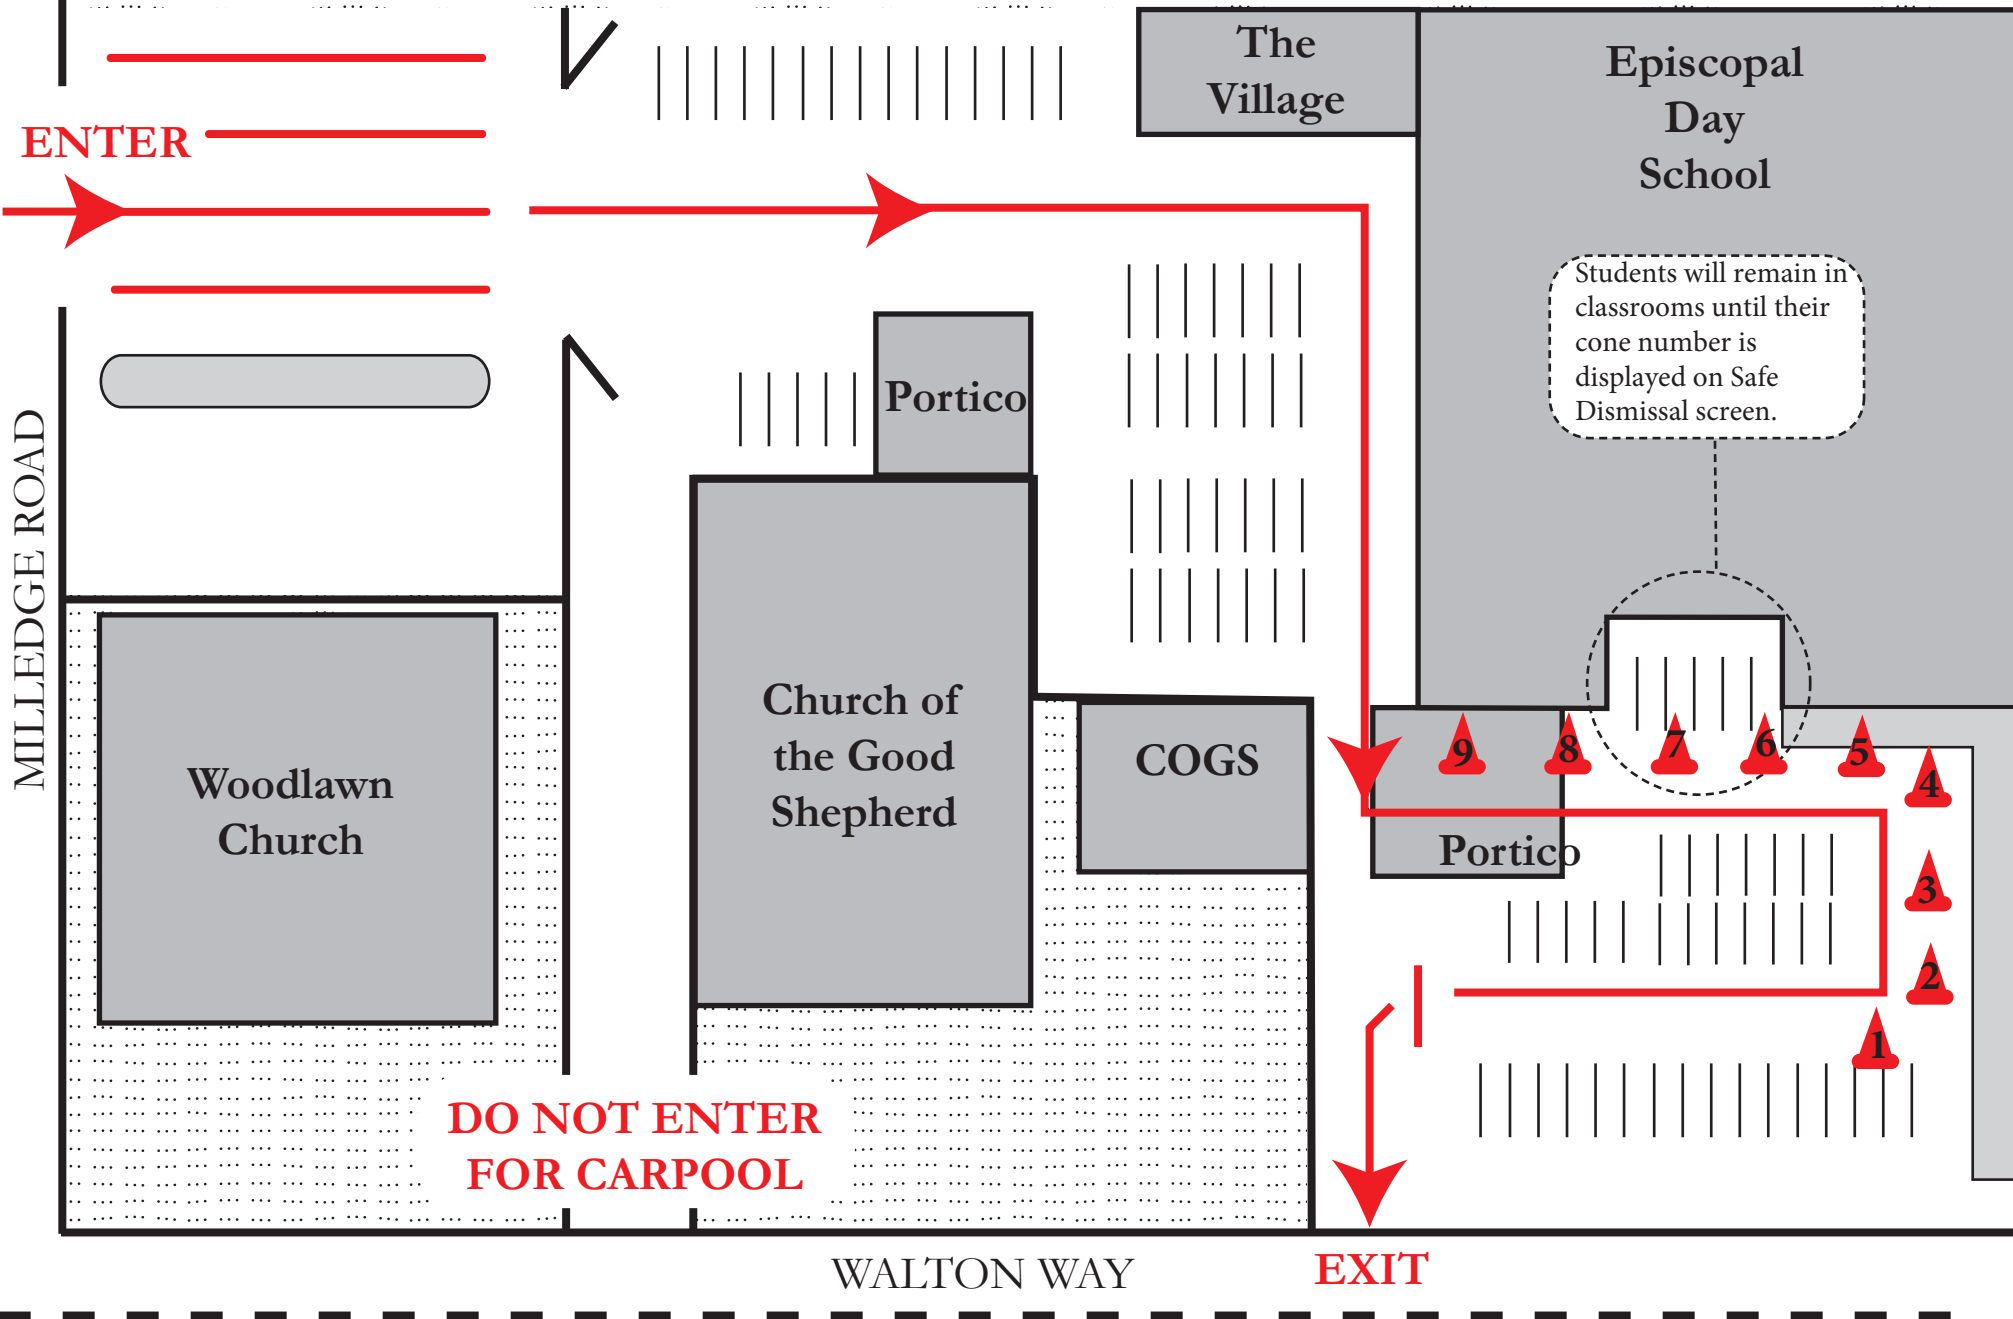 The
Village
Episcopal
Day
School
ENTER
Students will remain in
classrooms until their
cone number is
displayed on Safe
Dismissal screen.
Portico
MILLEDGE ROAD
Woodlawn
Church
Church of
the Good
Shepherd
COGS
9
8
7
6
5
4
Portico
3
2
1
DO NOT ENTER
FOR CARPOOL
WALTON WAY
EXIT